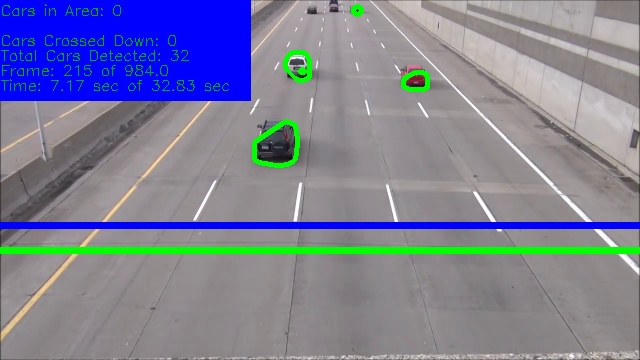 Cars in Area: 0
Cars Crossed Down: 0
Total Cars Detected: 32
Frame: 215 of 984.0
Time: 7.17 sec of 32.83 sec